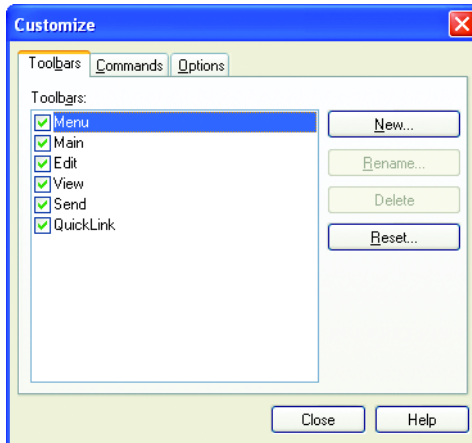 Customize
Toolbars Commands Options
Toolbars:
Menu
Main
Edit
View
Send
QuickLink
New...
Rename...
Delete
Reset...
Close Help